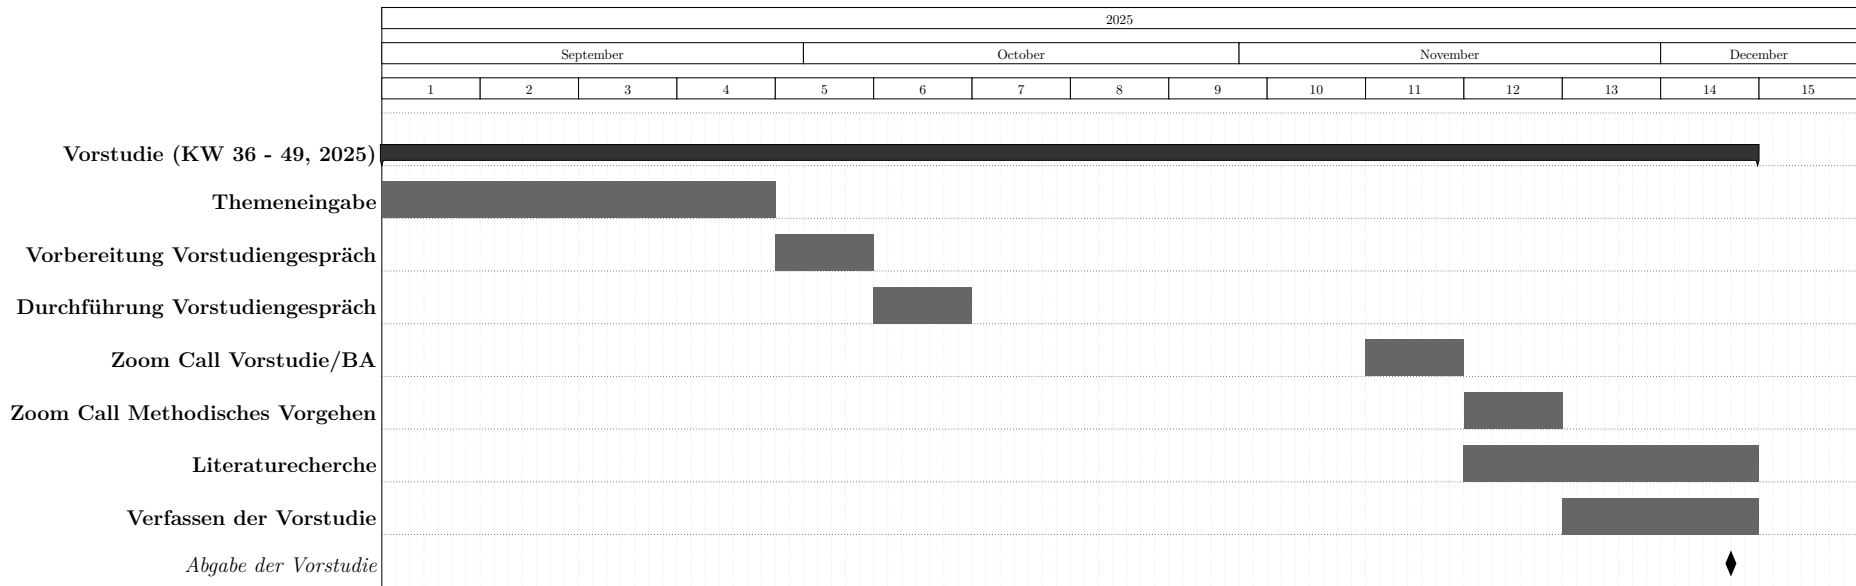 2025
September October November December
1 2 3 4 5 6 7 8 9 10 11 12 13 14 15
Vorstudie (KW 36 - 49, 2025)
Themeneingabe
Vorbereitung Vorstudiengespräch
Durchführung Vorstudiengespräch
Zoom Call Vorstudie/BA
Zoom Call Methodisches Vorgehen
Literaturecherche
Verfassen der Vorstudie
Abgabe der Vorstudie